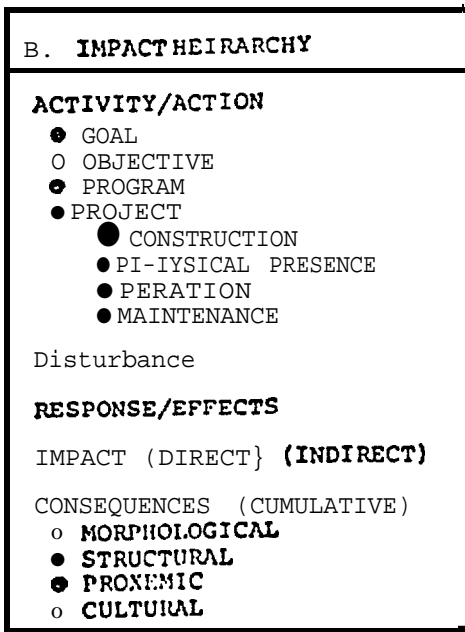 B. IMPACT HEIRARCHY
ACTIVITY/ACTION
● GOAL
O OBJECTIVE
● PROGRAM
● PROJECT
● CONSTRUCTION
● PI-IYSICAL PRESENCE
● PERATION
● MAINTENANCE
Disturbance
RESPONSE/EFFECTS
IMPACT (DIRECT} (INDIRECT)
CONSEQUENCES (CUMULATIVE)
o MORPHOLOGICAL
● STRUCTURAL
● PROXEMIC
o CULTURAL